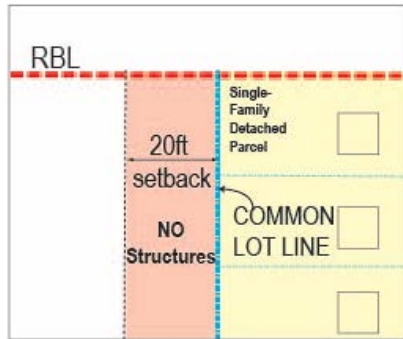 RBL
Single-
Family
Detached
Parcel
20ft
setback
NO
Structures
COMMON
LOT LINE